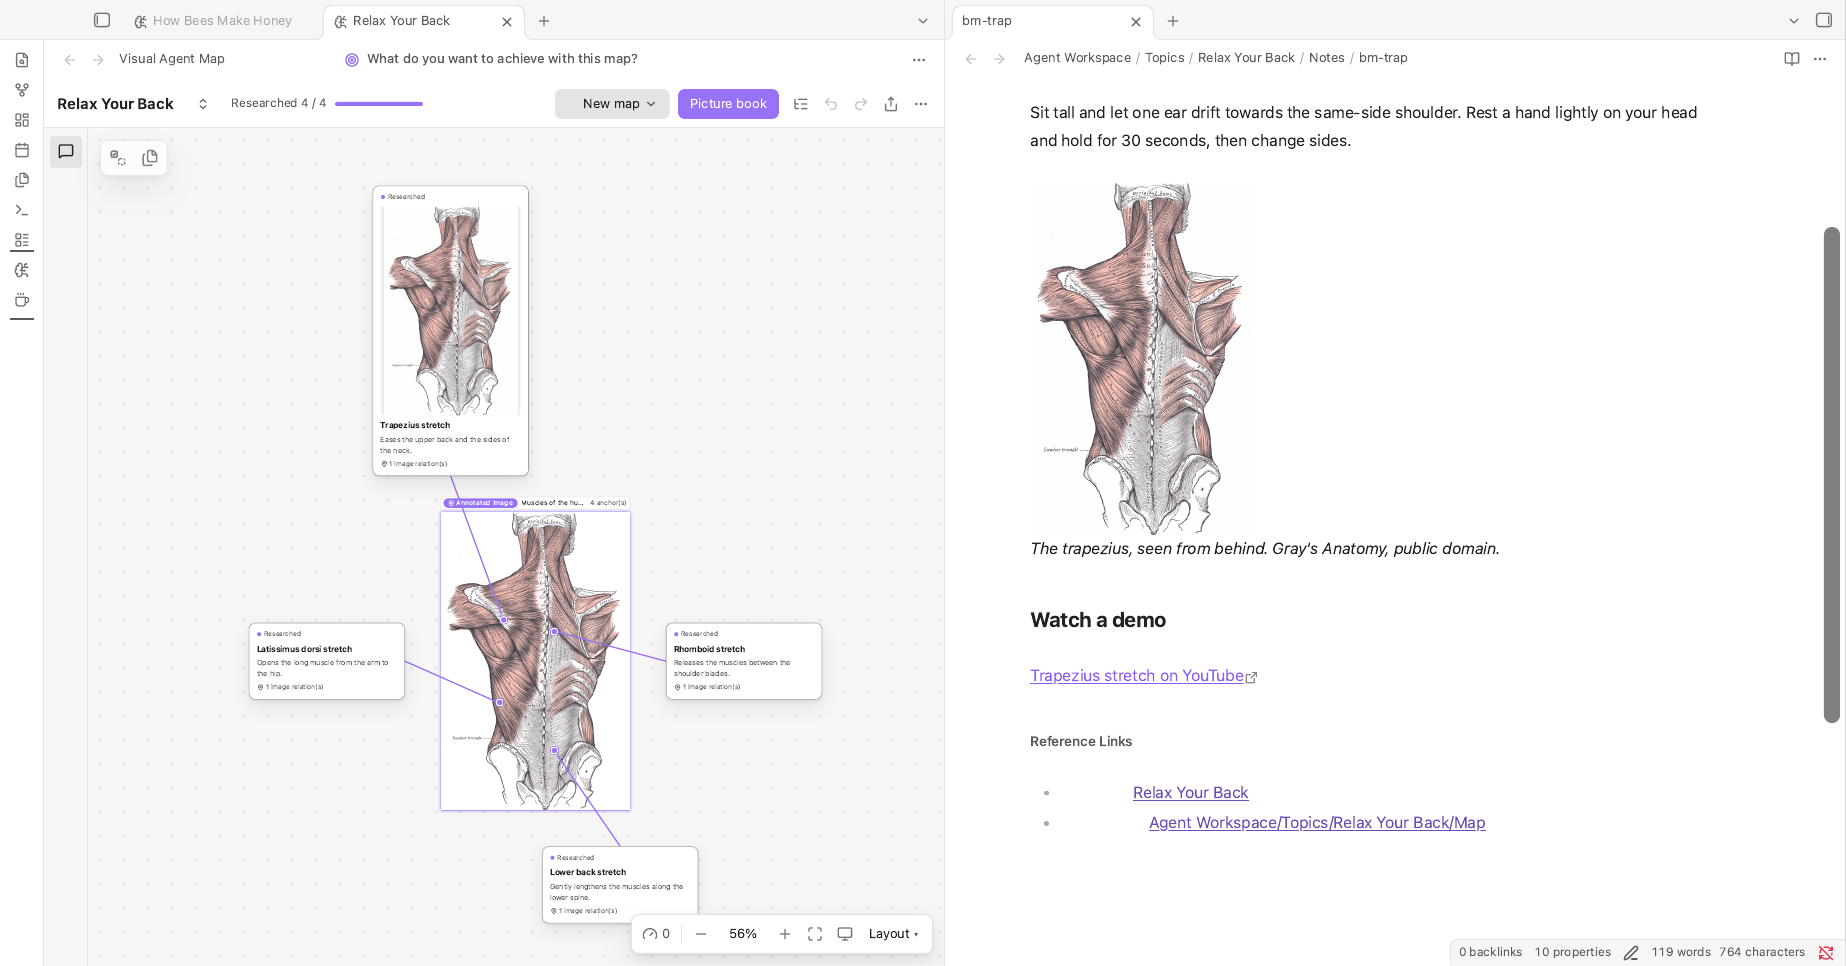 How Bees Make Honey
Relax Your Back
bm-trap
Visual Agent Map
What do you want to achieve with this map?
Agent Workspace / Topics / Relax Your Back / Notes / bm-trap
Relax Your Back
Researched 4 / 4
New map
Picture book
Researched
Trapezius stretch
Eases the upper back and the sides of
the neck.
1 image relation(s)
Annotated image
Muscles of the hu...
4 anchor(s)
Occipital bone
Lumbar triangle
Researched
Latissimus dorsi stretch
Opens the long muscle from the arm to
the hip.
1 image relation(s)
Researched
Rhomboid stretch
Releases the muscles between the
shoulder blades.
1 image relation(s)
Researched
Lower back stretch
Gently lengthens the muscles along the
lower spine.
1 image relation(s)
0
56%
Layout
Sit tall and let one ear drift towards the same-side shoulder. Rest a hand lightly on your head
and hold for 30 seconds, then change sides.
Occipital bone
Lumbar triangle
The trapezius, seen from behind. Gray's Anatomy, public domain.
Watch a demo
Trapezius stretch on YouTube
Reference Links
Relax Your Back
Agent Workspace/Topics/Relax Your Back/Map
0 backlinks
10 properties
119 words
764 characters